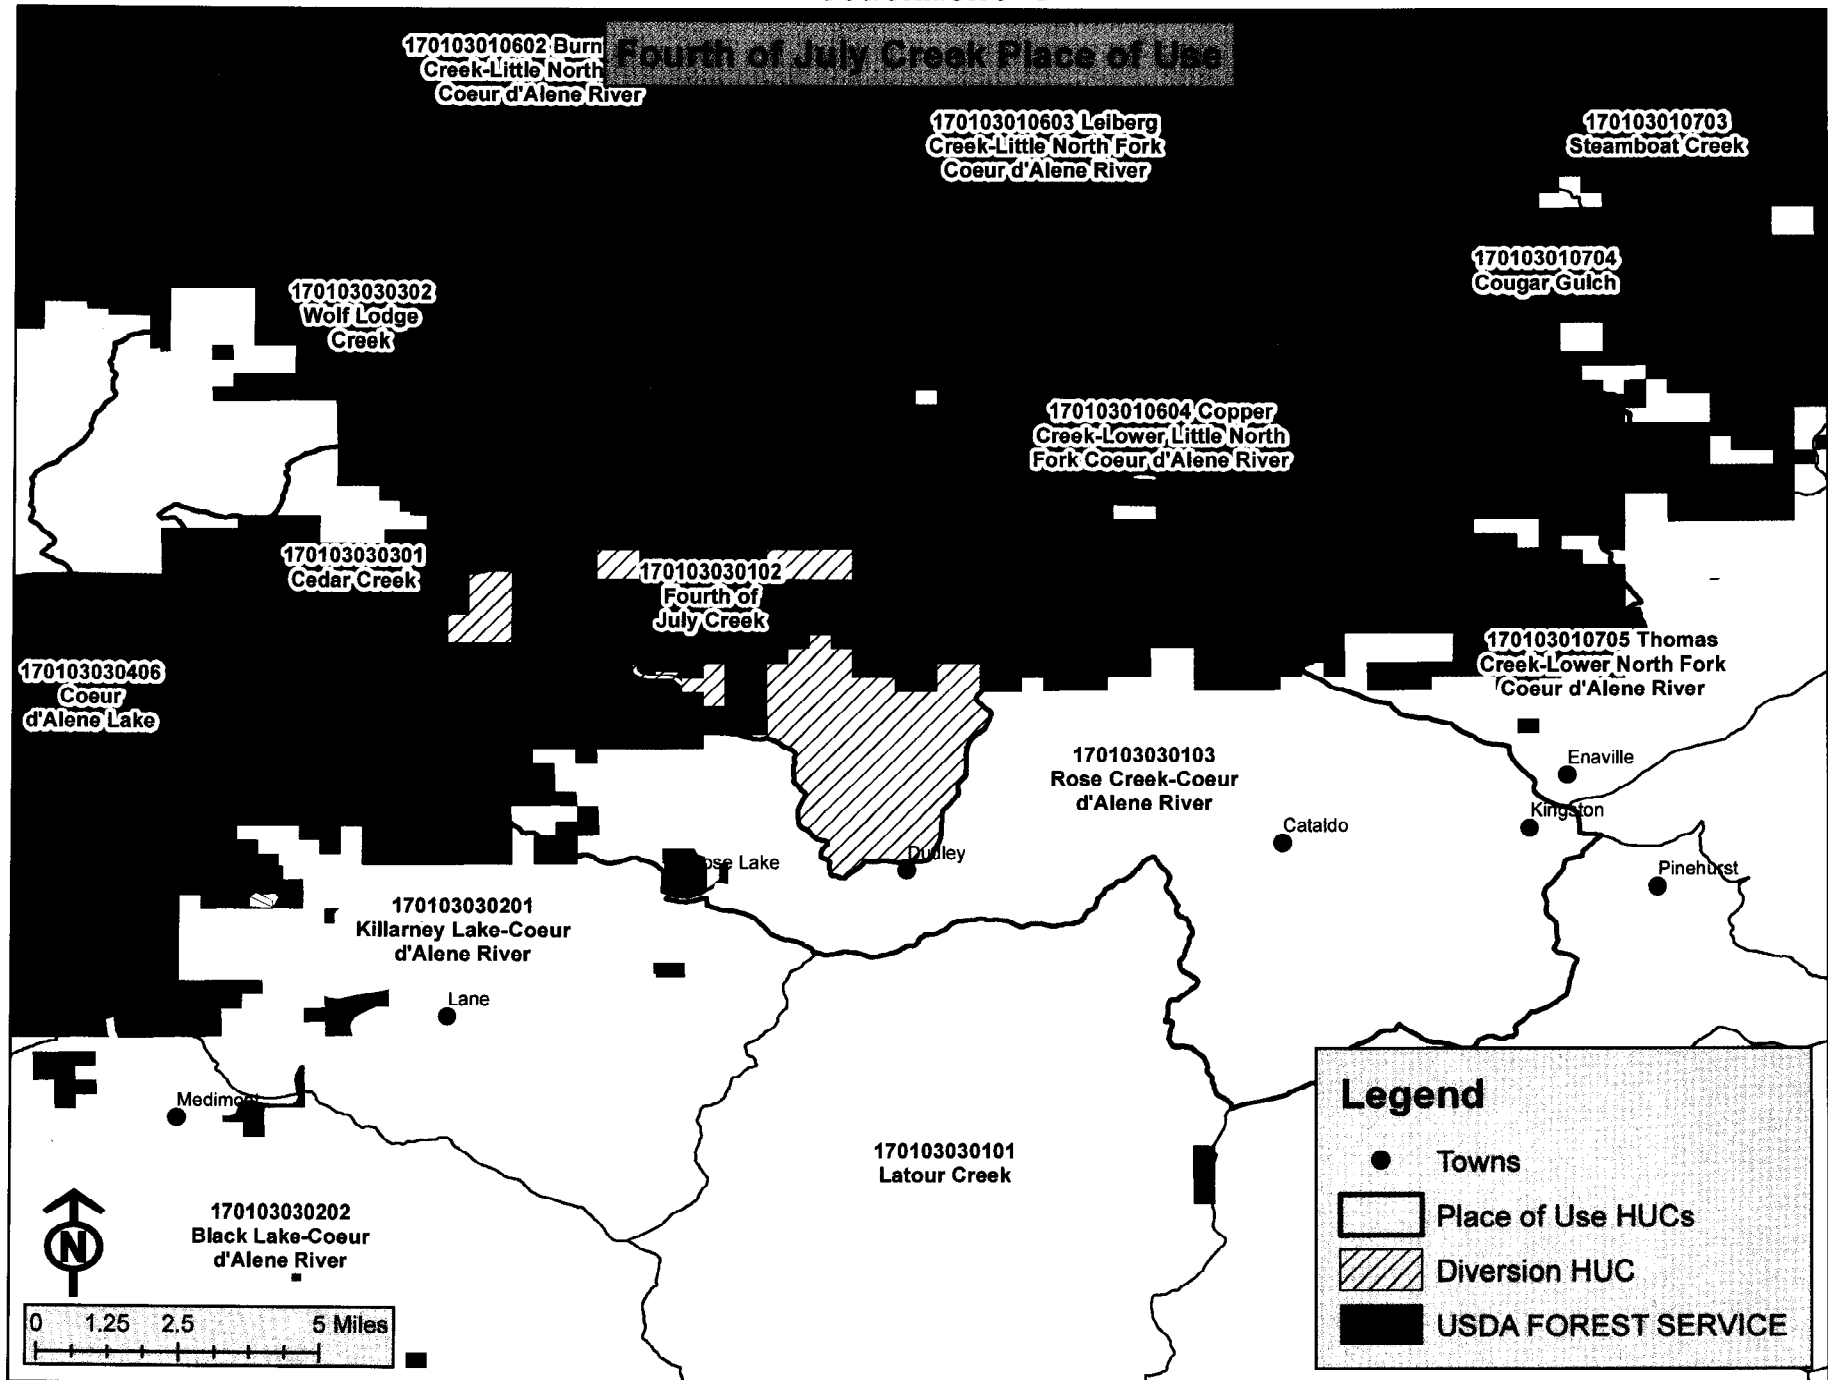 Fourth of July Creek Place of Use
170103010602 Burn
Creek-Little North
Coeur d'Alene River
170103010603 Leiberg
Creek-Little North Fork
Coeur d'Alene River
170103010703
Steamboat Creek
170103010704
Cougar Gulch
170103030302
Wolf Lodge
Creek
170103010604 Copper
Creek-Lower Little North
Fork Coeur d'Alene River
170103030301
Cedar Creek
170103030102
Fourth of
July Creek
170103030406
Coeur
d'Alene Lake
170103010705 Thomas
Creek-Lower North Fork
Coeur d'Alene River
170103030103
Rose Creek-Coeur
d'Alene River
Enaville
Kingston
Cataldo
Pinehurst
Dudley
ose Lake
170103030201
Killarney Lake-Coeur
d'Alene River
Lane
Medimont
170103030101
Latour Creek
170103030202
Black Lake-Coeur
d'Alene River
N
0 1.25 2.5 5 Miles
Legend
Towns
Place of Use HUCs
Diversion HUC
USDA FOREST SERVICE